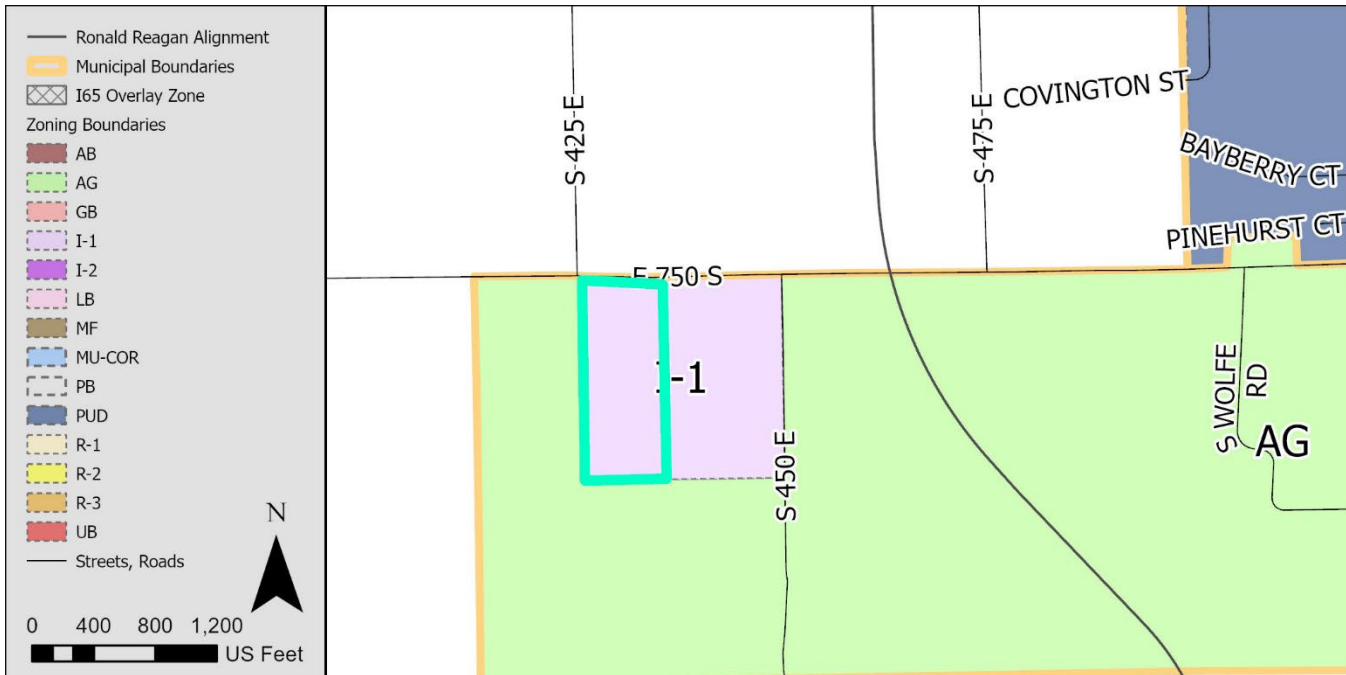 Ronald Reagan Alignment
Municipal Boundaries
I65 Overlay Zone
Zoning Boundaries
AB
AG
GB
I-1
I-2
LB
MF
MU-COR
PB
PUD
R-1
R-2
R-3
UB
Streets, Roads
N
0 400 800 1,200
US Feet
S-425-E
S-475-E
COVINGTON ST
BAYBERRY CT
PINEHURST CT
E 750 S
I-1
S-450-E
S WOLFE
RD
AG